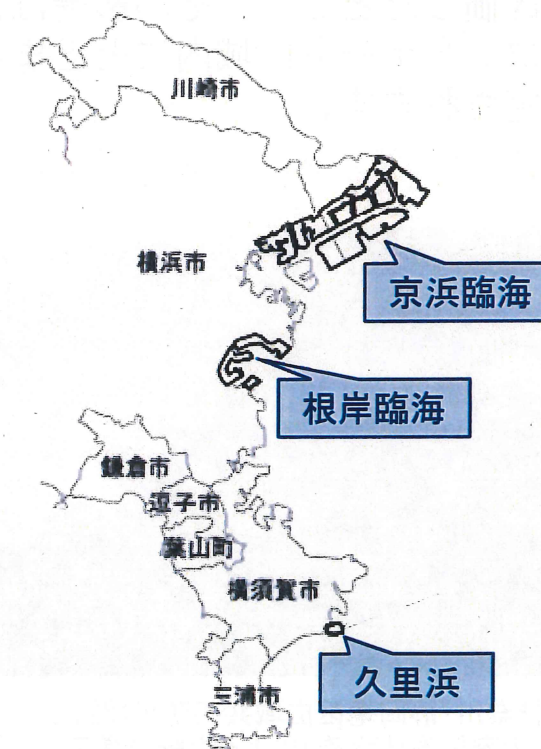 川崎市
横浜市
京浜臨海
根岸臨海
鎌倉市
逗子市
葉山町
横須賀市
久里浜
三浦市